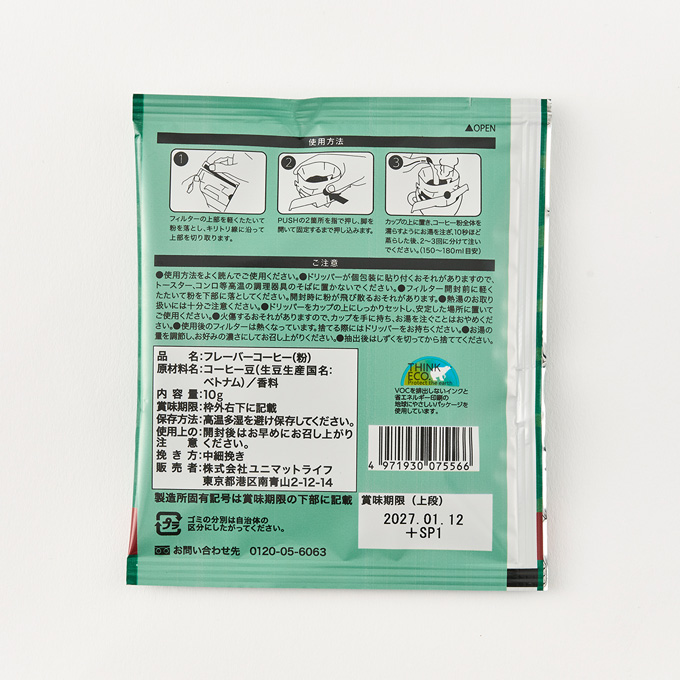 ▲OPEN
使用方法
1
2
3
フィルターの上部を軽くたたいて
粉を落とし、キリトリ線に沿って
上部を切り取ります。
PUSHの2箇所を指で押し、脚を
開いて固定するまで押し込みます。
カップの上に置き、コーヒー粉全体を
濡らすようにお湯を注ぎ、10秒ほど
蒸らした後、2〜3回に分けて注い
でください。(150〜180ml目安)
ご注意
●使用方法をよく読んでご使用ください。●ドリッパーが個包装に貼り付くおそれがありますので、
トースター、コンロ等高温の調理器具のそばに置かないでください。●フィルター開封前に軽く
たたいて粉を下部に落としてください。開封時に粉が飛び散るおそれがあります。●熱湯のお取り
扱いには十分ご注意ください。●ドリッパーをカップの上にしっかりセットし、安定した場所に置いて
ご使用ください。●火傷するおそれがありますので、カップを手に持ち、お湯を注ぐことはおやめくださ
い。●使用後のフィルターは熱くなっています。捨てる際にはドリッパーをお持ちください。●お湯の
量を調節し、お好みの濃さにしてお召し上がりください。●抽出後はしずくを切ってから捨ててください。
品名:フレーバーコーヒー(粉)
原材料名:コーヒー豆(生豆生産国名:
ベトナム)/香料
内容量:10g
賞味期限:枠外右下に記載
保存方法:高温多湿を避け保存してください。
使用上の注意:開封後はお早めにお召し上がり
ください。
挽き方:中細挽き
販売者:株式会社ユニマットライフ
東京都港区南青山2-12-14
製造所固有記号は賞味期限の下部に記載
プラ
ゴミの分別は自治体の
区分にしたがってください。
お問い合わせ先 0120-05-6063
THINK
ECO.
Protect the earth
VOCを排出しないインクと
省エネルギー印刷の
地球にやさしいパッケージを
使用しています。
4 971930 075566
賞味期限(上段)
2027.01.12
+SP1